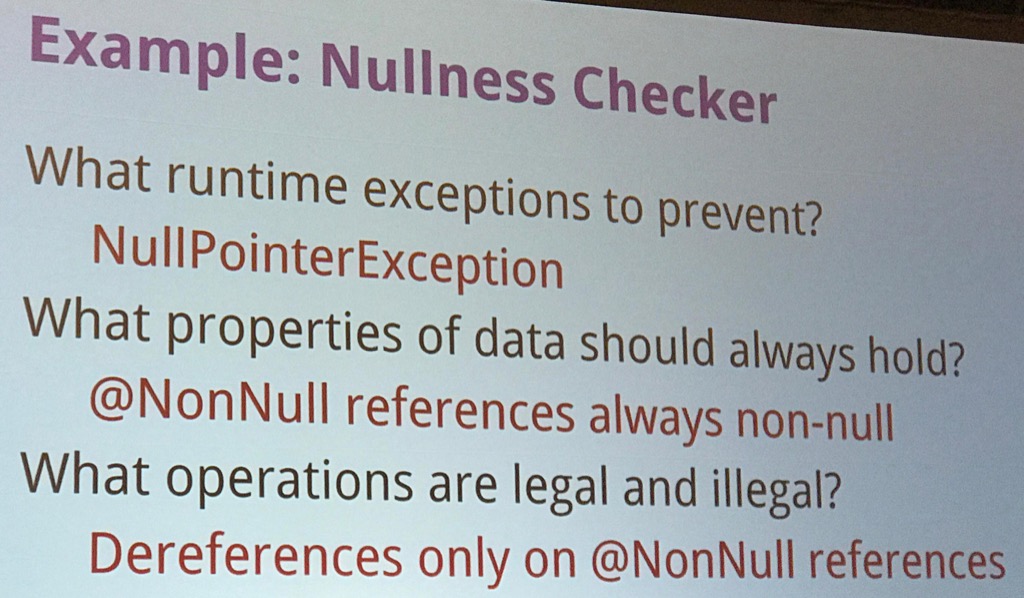 Example: Nullness Checker
What runtime exceptions to prevent?
NullPointerException
What properties of data should always hold?
@NonNull references always non-null
What operations are legal and illegal?
Dereferences only on @NonNull references